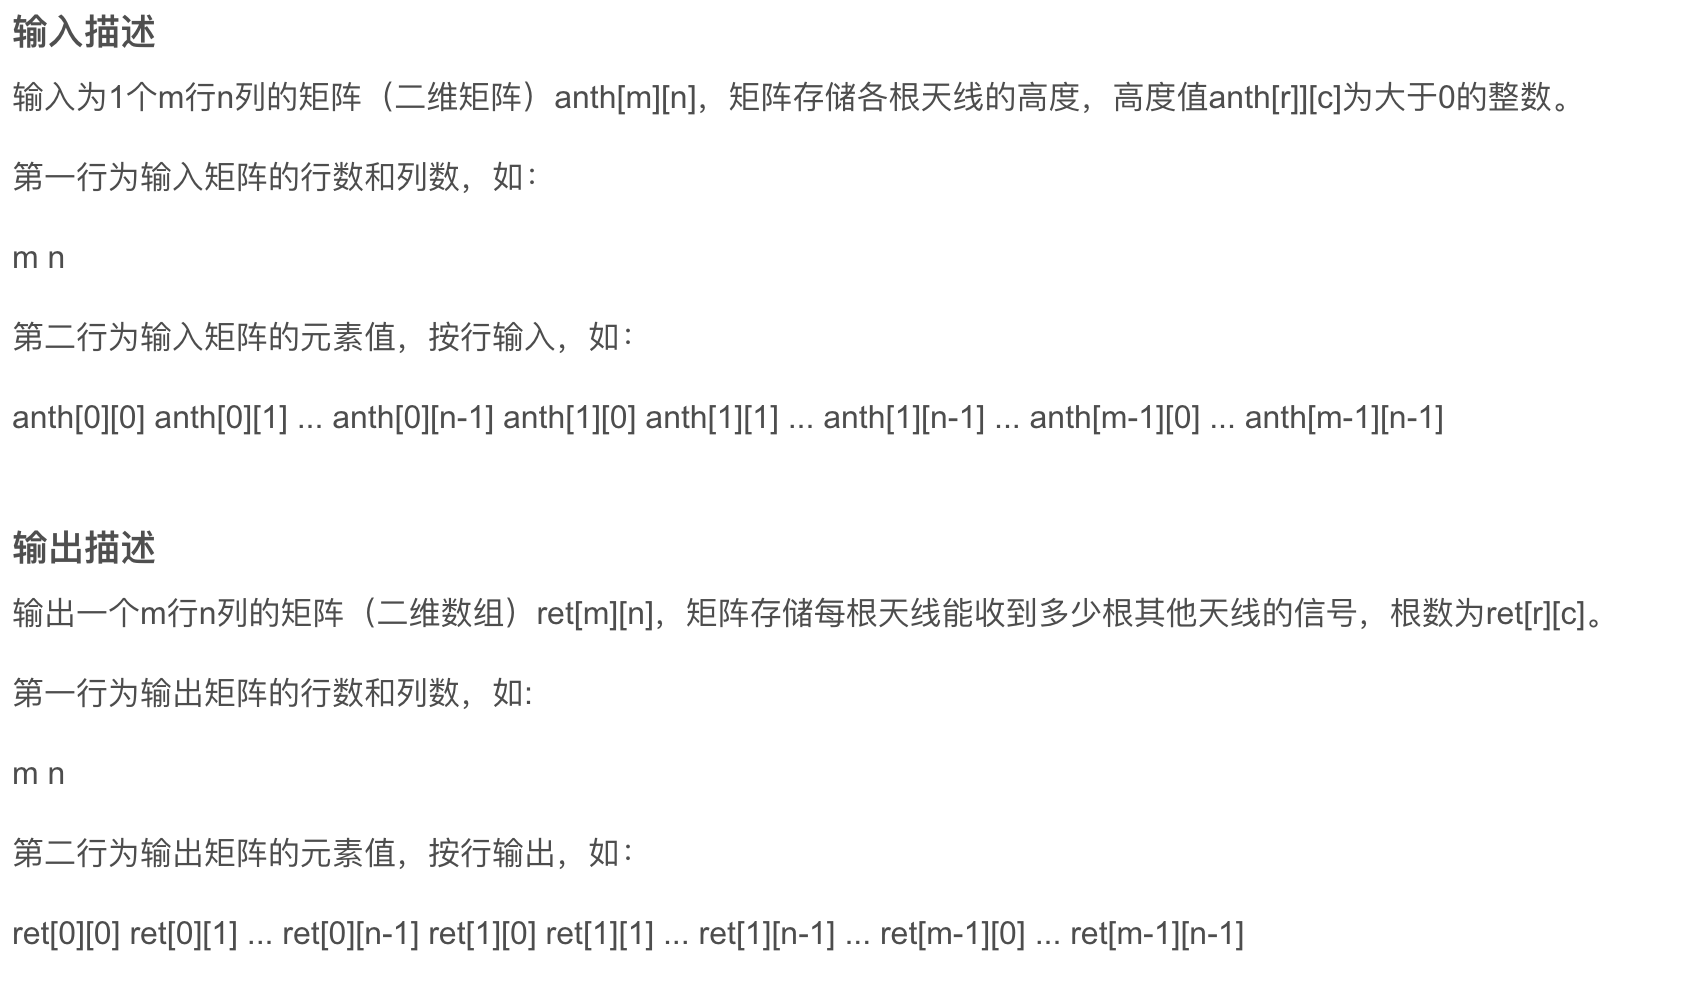 输入描述
输入为1个m行n列的矩阵（二维矩阵）anth[m][n]，矩阵存储各根天线的高度，高度值anth[r]][c]为大于0的整数。
第一行为输入矩阵的行数和列数，如：
m n
第二行为输入矩阵的元素值，按行输入，如：
anth[0][0] anth[0][1] ... anth[0][n-1] anth[1][0] anth[1][1] ... anth[1][n-1] ... anth[m-1][0] ... anth[m-1][n-1]
输出描述
输出一个m行n列的矩阵（二维数组）ret[m][n]，矩阵存储每根天线能收到多少根其他天线的信号，根数为ret[r][c]。
第一行为输出矩阵的行数和列数，如:
m n
第二行为输出矩阵的元素值，按行输出，如：
ret[0][0] ret[0][1] ... ret[0][n-1] ret[1][0] ret[1][1] ... ret[1][n-1] ... ret[m-1][0] ... ret[m-1][n-1]